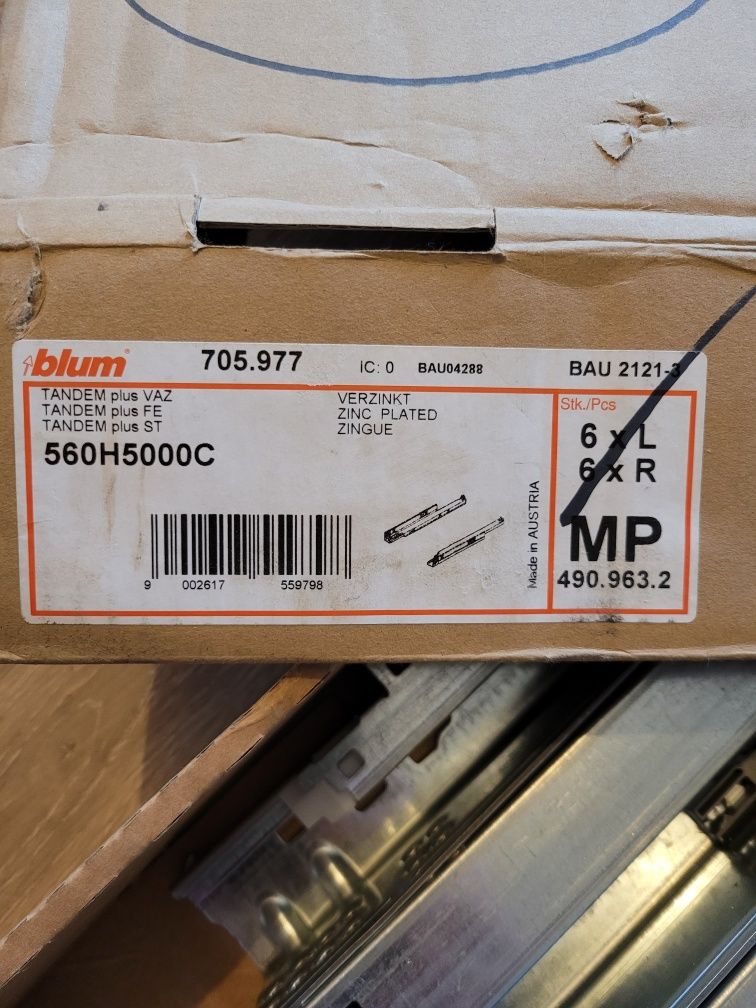 blum
705.977
iC: 0
BAU04288
BAU 2121-3
TANDEM plus VAZ
TANDEM plus FE
TANDEM plus ST
560H5000C
VERZINKT
ZINC PLATED
ZINGUE
Stk./Pcs
6 x L
6 x R
MP
490.963.2
Made in AUSTRIA
9 002617 559798